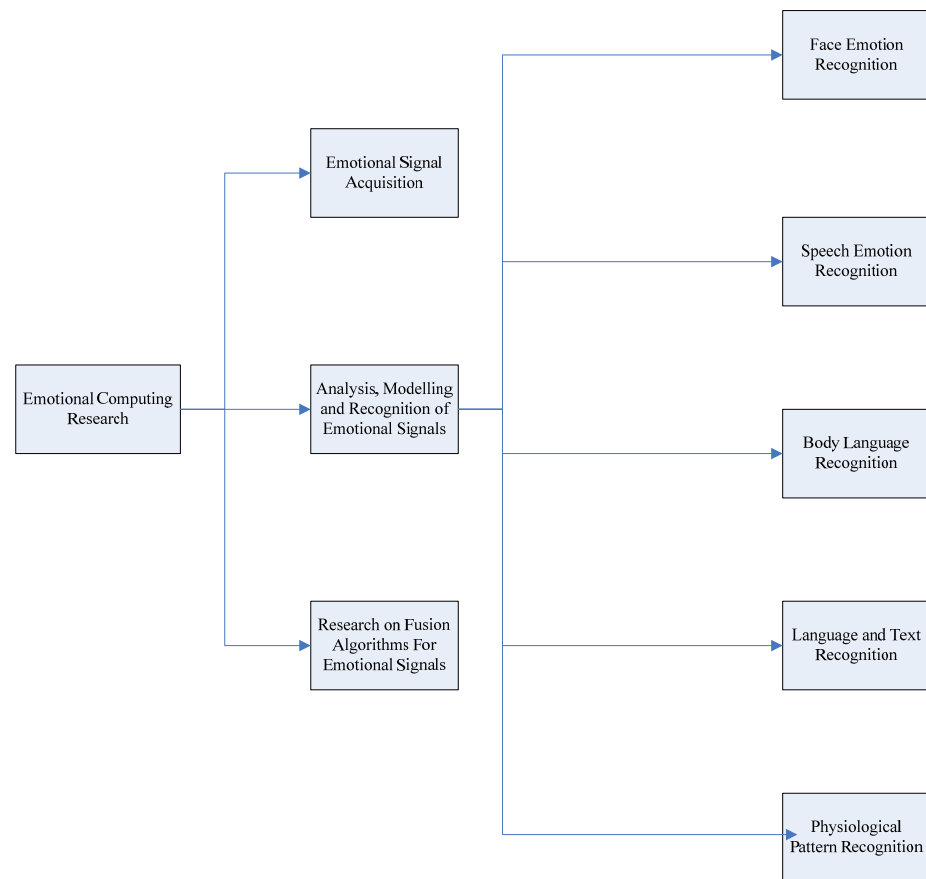 Emotional Computing
Research
Emotional Signal
Acquisition
Analysis, Modelling
and Recognition of
Emotional Signals
Research on Fusion
Algorithms For
Emotional Signals
Face Emotion
Recognition
Speech Emotion
Recognition
Body Language
Recognition
Language and Text
Recognition
Physiological
Pattern Recognition